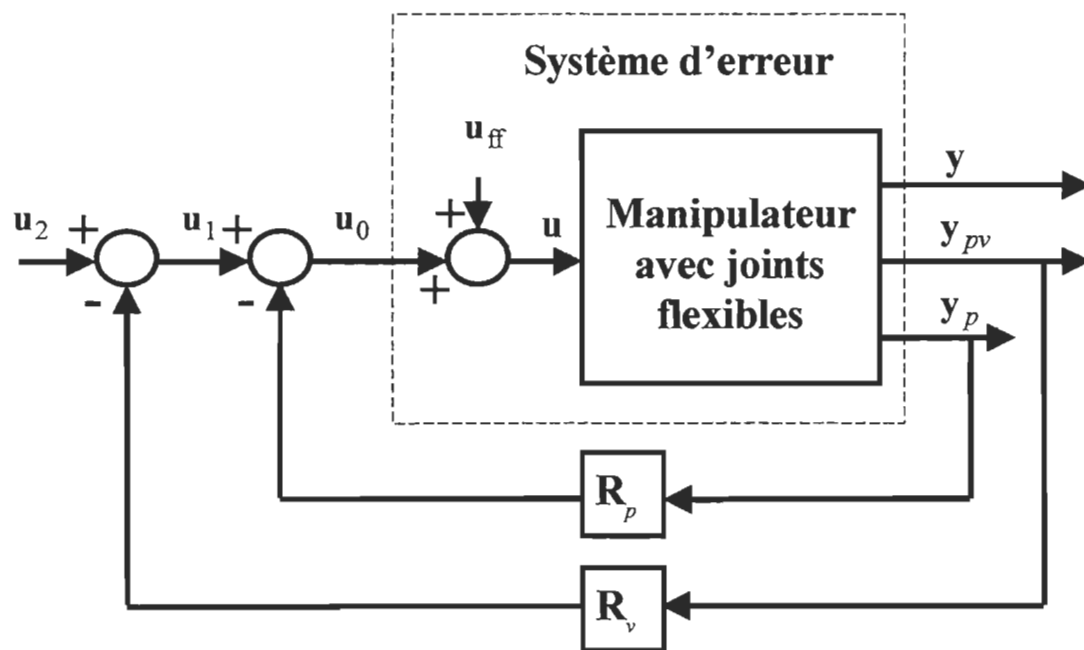 Système d'erreur
u_ff
y
u_2
+
u_1
+
u_0
+
u
Manipulateur
avec joints
flexibles
y_pv
-
-
+
y_p
R_p
R_v